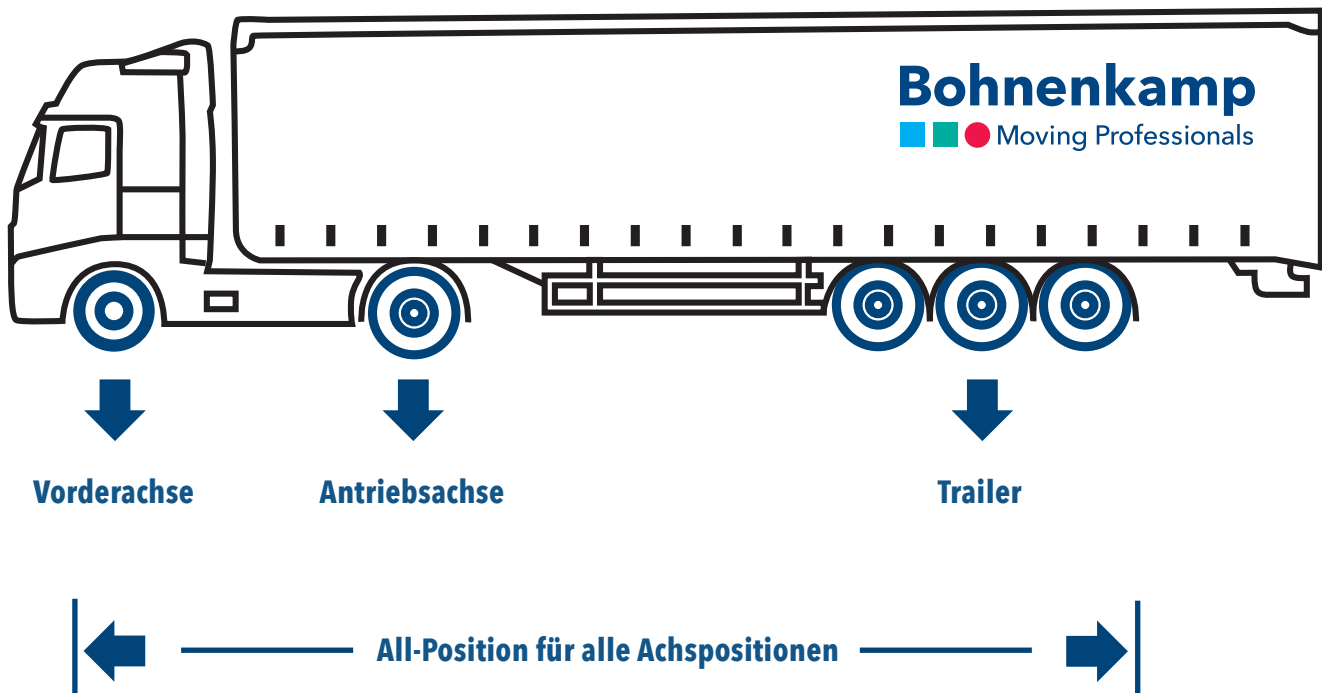 Bohnenkamp
Moving Professionals
Vorderachse
Antriebsachse
Trailer
All-Position für alle Achspositionen